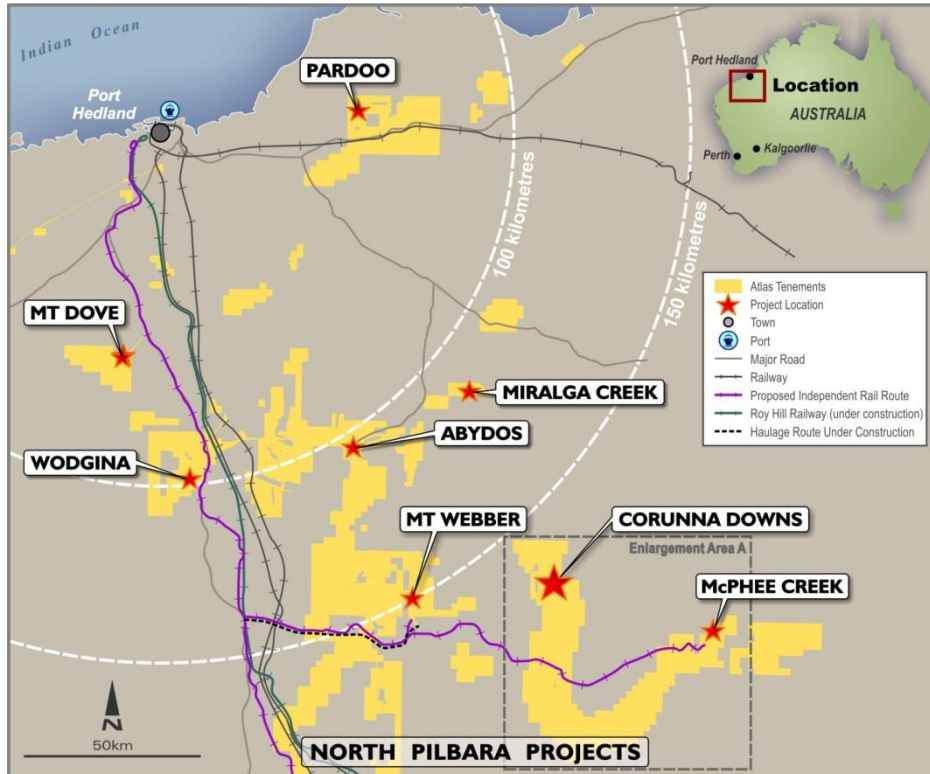 Indian Ocean
Port
Hedland
PARDOO
Port Hedland
Location
AUSTRALIA
Perth
Kalgoorlie
100 kilometres
150 kilometres
Atlas Tenements
Project Location
Town
Port
Major Road
Railway
Proposed Independent Rail Route
Roy Hill Railway (under construction)
Haulage Route Under Construction
MT DOVE
MIRALGA CREEK
ABYDOS
WODGINA
MT WEBBER
CORUNNA DOWNS
Enlargement Area A
McPHEE CREEK
N
50km
NORTH PILBARA PROJECTS